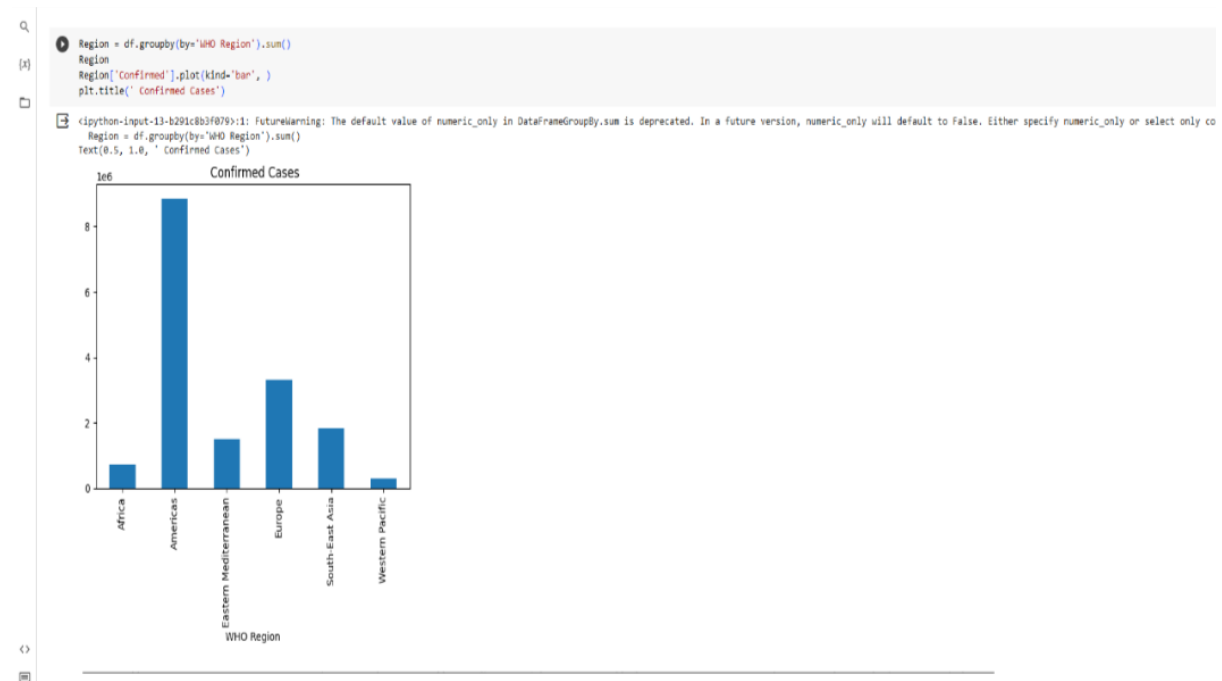 {x}
Region = df.groupby(by='WHO Region').sum()
Region
Region['Confirmed'].plot(kind='bar', )
plt.title(' Confirmed Cases')
<ipython-input-13-b291c8b3f079>:1: FutureWarning: The default value of numeric_only in DataFrameGroupBy.sum is deprecated. In a future version, numeric_only will default to False. Either specify numeric_only or select only co
Region = df.groupby(by='WHO Region').sum()
Text(0.5, 1.0, ' Confirmed Cases')
1e6
Confirmed Cases
8
6
4
2
0
Africa
Americas
Eastern Mediterranean
Europe
South-East Asia
Western Pacific
WHO Region
<>